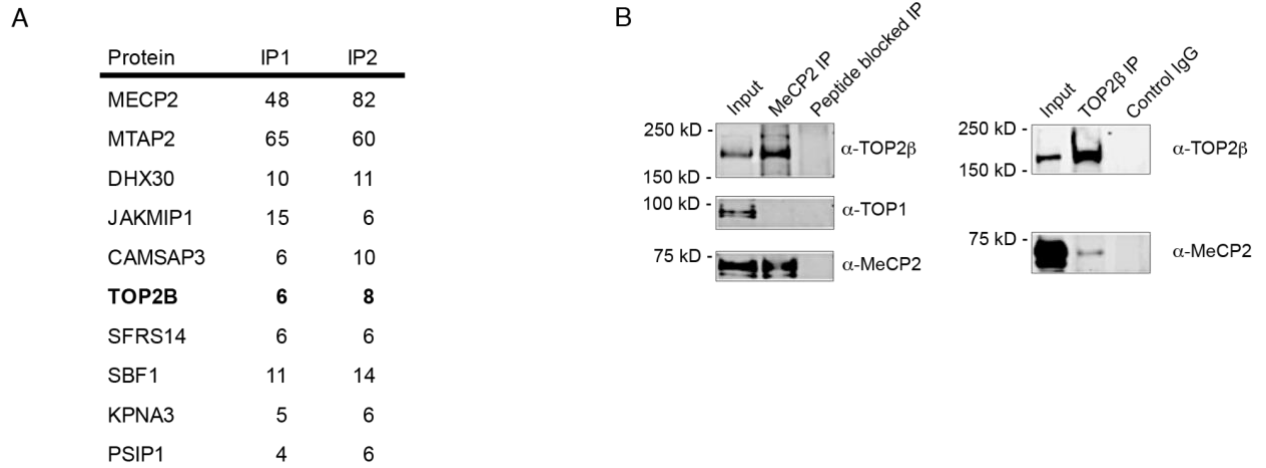 A
Protein IP1 IP2
MECP2 48 82
MTAP2 65 60
DHX30 10 11
JAKMIP1 15 6
CAMSAP3 6 10
TOP2B 6 8
SFRS14 6 6
SBF1 11 14
KPNA3 5 6
PSIP1 4 6
B
Input MeCP2 IP Peptide blocked IP
250 kD - α-TOP2β
150 kD -
100 kD - α-TOP1
75 kD - α-MeCP2
Input TOP2β IP Control IgG
250 kD - α-TOP2β
150 kD -
75 kD - α-MeCP2